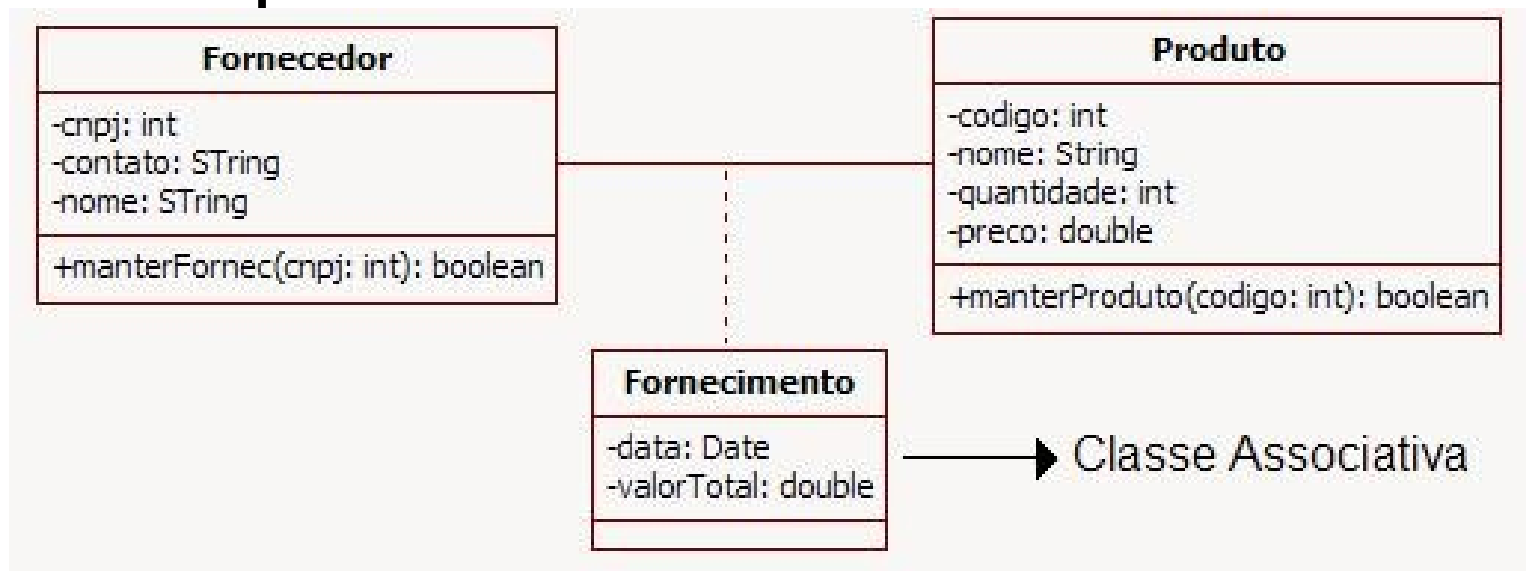 Fornecedor
-cnpj: int
-contato: STring
-nome: STring
+manterFornec(cnpj: int): boolean
Produto
-codigo: int
-nome: String
-quantidade: int
-preco: double
+manterProduto(codigo: int): boolean
Fornecimento
-data: Date
-valorTotal: double
Classe Associativa